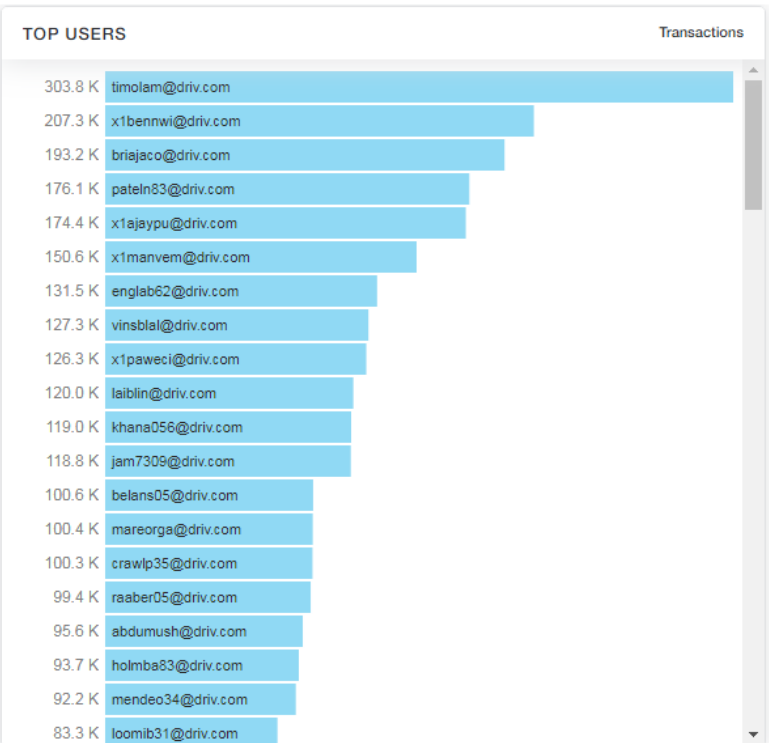 TOP USERS Transactions
303.8 K timolam@driv.com
207.3 K x1bennwi@driv.com
193.2 K briajaco@driv.com
176.1 K pateln83@driv.com
174.4 K x1ajaypu@driv.com
150.6 K x1manvem@driv.com
131.5 K englab62@driv.com
127.3 K vinsblal@driv.com
126.3 K x1paweci@driv.com
120.0 K laiblin@driv.com
119.0 K khana056@driv.com
118.8 K jam7309@driv.com
100.6 K belans05@driv.com
100.4 K mareorga@driv.com
100.3 K crawlp35@driv.com
99.4 K raaber05@driv.com
95.6 K abdumush@driv.com
93.7 K holmba83@driv.com
92.2 K mendeo34@driv.com
83.3 K loomib31@driv.com